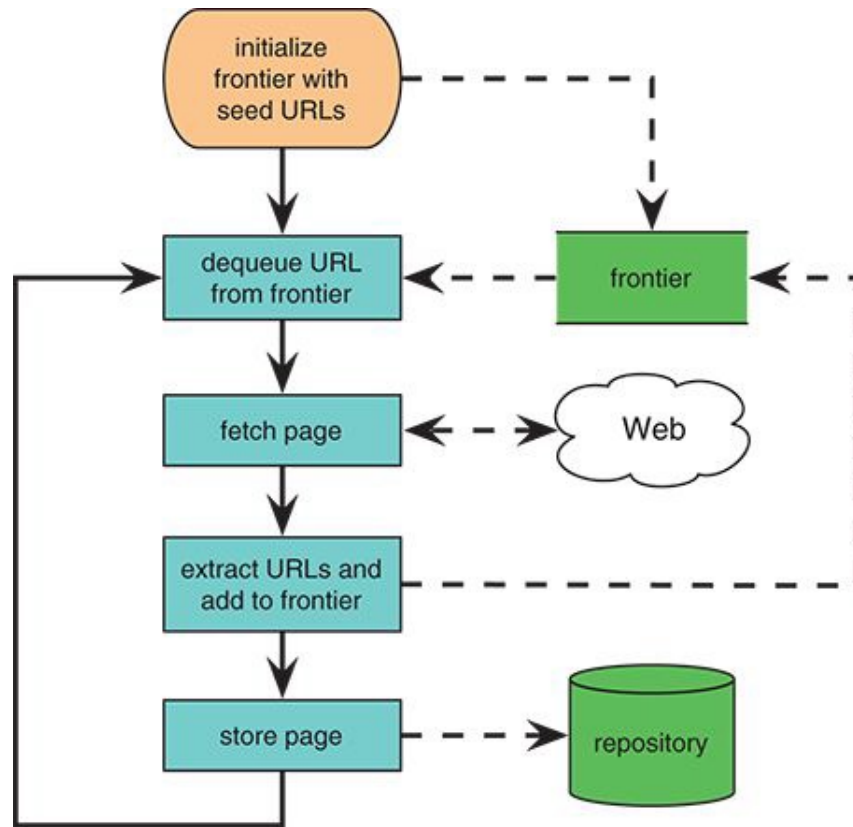 initialize
frontier with
seed URLs
dequeue URL
from frontier
frontier
fetch page
Web
extract URLs and
add to frontier
store page
repository